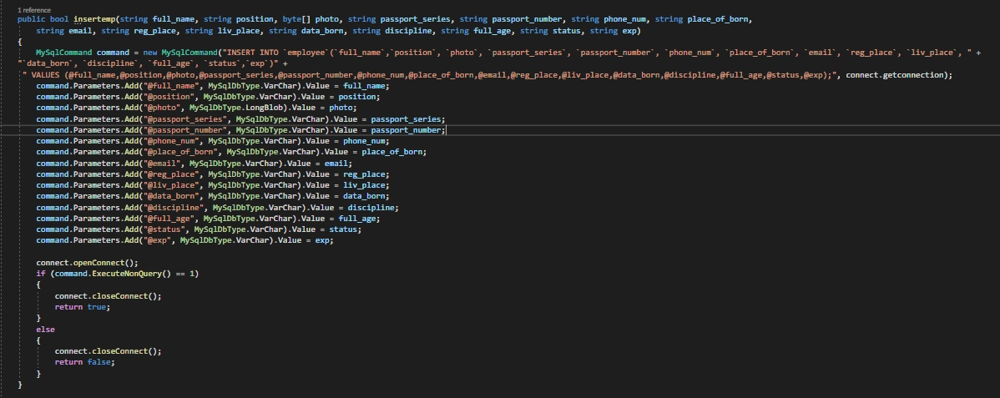 1 reference
public bool insertemp(string full_name, string position, byte[] photo, string passport_series, string passport_number, string phone_num, string place_of_born,
string email, string reg_place, string liv_place, string data_born, string discipline, string full_age, string status, string exp)
{
MySqlCommand command = new MySqlCommand("INSERT INTO `employee`(`full_name`,`position`, `photo`, `passport_series`, `passport_number`, `phone_num`, `place_of_born`, `email`, `reg_place`, `liv_place`, " +
"`data_born`, `discipline`, `full_age`, `status`,`exp`)" +
" VALUES (@full_name,@position,@photo,@passport_series,@passport_number,@phone_num,@place_of_born,@email,@reg_place,@liv_place,@data_born,@discipline,@full_age,@status,@exp);", connect.getconnection);
command.Parameters.Add("@full_name", MySqlDbType.VarChar).Value = full_name;
command.Parameters.Add("@position", MySqlDbType.VarChar).Value = position;
command.Parameters.Add("@photo", MySqlDbType.LongBlob).Value = photo;
command.Parameters.Add("@passport_series", MySqlDbType.VarChar).Value = passport_series;
command.Parameters.Add("@passport_number", MySqlDbType.VarChar).Value = passport_number;
command.Parameters.Add("@phone_num", MySqlDbType.VarChar).Value = phone_num;
command.Parameters.Add("@place_of_born", MySqlDbType.VarChar).Value = place_of_born;
command.Parameters.Add("@email", MySqlDbType.VarChar).Value = email;
command.Parameters.Add("@reg_place", MySqlDbType.VarChar).Value = reg_place;
command.Parameters.Add("@liv_place", MySqlDbType.VarChar).Value = liv_place;
command.Parameters.Add("@data_born", MySqlDbType.VarChar).Value = data_born;
command.Parameters.Add("@discipline", MySqlDbType.VarChar).Value = discipline;
command.Parameters.Add("@full_age", MySqlDbType.VarChar).Value = full_age;
command.Parameters.Add("@status", MySqlDbType.VarChar).Value = status;
command.Parameters.Add("@exp", MySqlDbType.VarChar).Value = exp;
connect.openConnect();
if (command.ExecuteNonQuery() == 1)
{
connect.closeConnect();
return true;
}
else
{
connect.closeConnect();
return false;
}
}